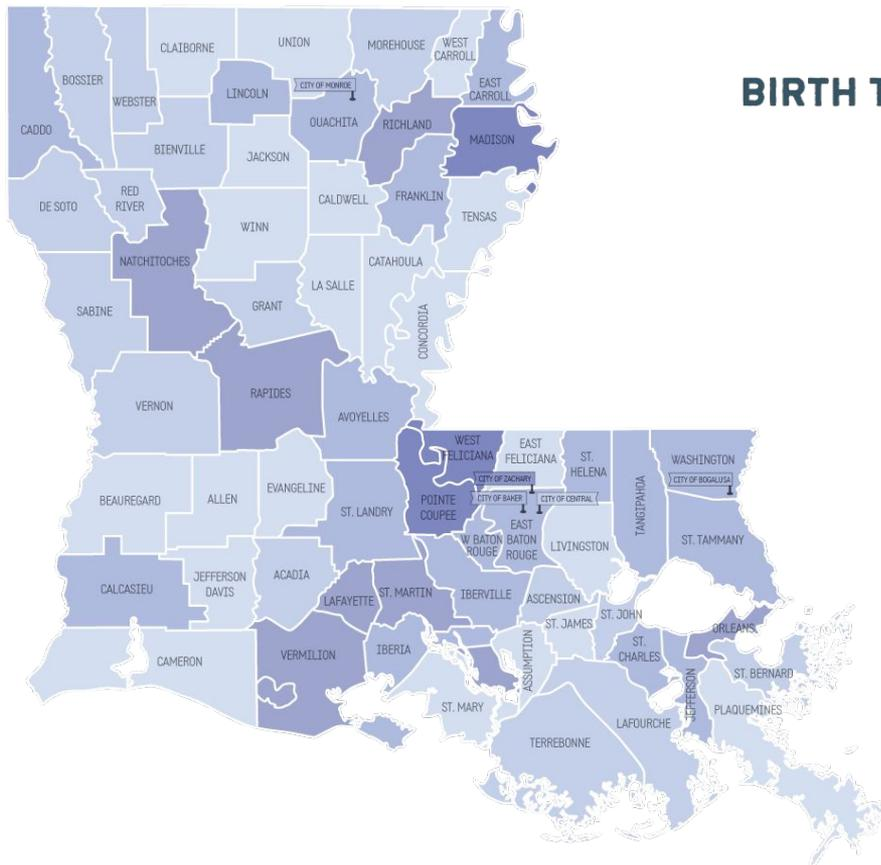 BIRTH T
CLAIBORNE
UNION
MOREHOUSE
WEST
CARROLL
BOSSIER
WEBSTER
LINCOLN
CITY OF MONROE
EAST
CARROLL
CADDO
OUACHITA
RICHLAND
MADISON
BIENVILLE
JACKSON
DE SOTO
RED
RIVER
CALDWELL
FRANKLIN
TENSAS
WINN
NATCHITOCHES
LA SALLE
CATAHOULA
SABINE
GRANT
CONCORDIA
VERNON
RAPIDES
AVOYELLES
WEST
FELICIANA
EAST
FELICIANA
ST.
HELENA
TANGIPAHOA
WASHINGTON
CITY OF BOGALUSA
CITY OF ZACHARY
CITY OF BAKER
CITY OF CENTRAL
BEAUREGARD
ALLEN
EVANGELINE
ST. LANDRY
POINTE
COUPEE
W BATON
ROUGE
EAST
BATON
ROUGE
LIVINGSTON
ST. TAMMANY
CALCASIEU
JEFFERSON
DAVIS
ACADIA
LAFAYETTE
ST. MARTIN
IBERVILLE
ASCENSION
ST. JAMES
ST. JOHN
ORLEANS
CAMERON
VERMILION
IBERIA
ASSUMPTION
ST.
CHARLES
JEFFERSON
ST. BERNARD
ST. MARY
LAFOURCHE
PLAQUEMINES
TERREBONNE